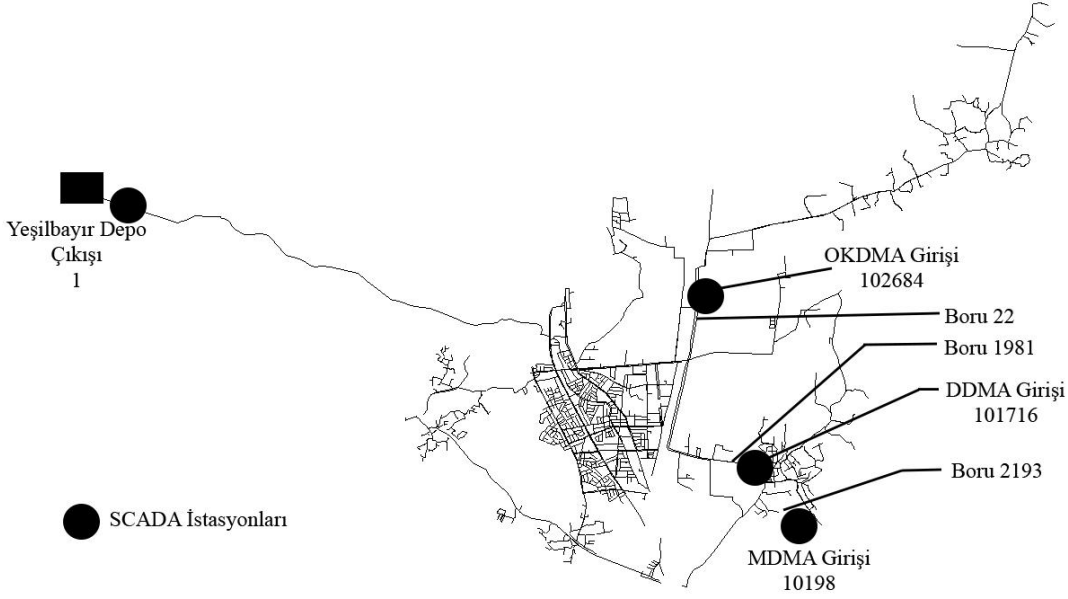 Yeşilbayır Depo
Çıkışı
1
OKDMA Girişi
102684
Boru 22
Boru 1981
DDMA Girişi
101716
Boru 2193
SCADA İstasyonları
MDMA Girişi
10198